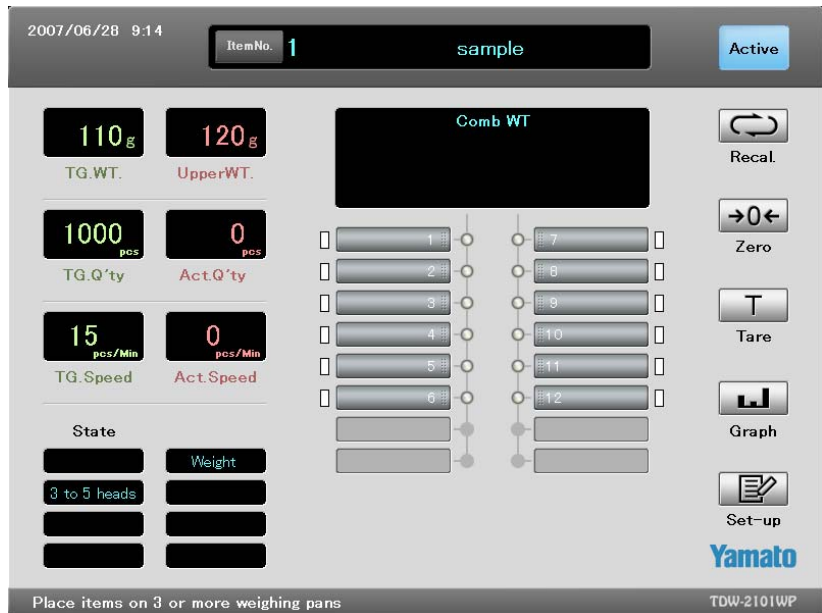 2007/06/28 9:14
ItemNo. 1 sample
Active
110g 120g
TG.WT. UpperWT.
1000 pcs 0 pcs
TG.Q'ty Act.Q'ty
15 pcs/Min 0 pcs/Min
TG.Speed Act.Speed
State
Weight
3 to 5 heads
Comb WT
1 7
2 8
3 9
4 10
5 11
6 12
Recal.
→0←
Zero
T
Tare
Graph
Set-up
Yamato
Place items on 3 or more weighing pans
TDW-2101WP